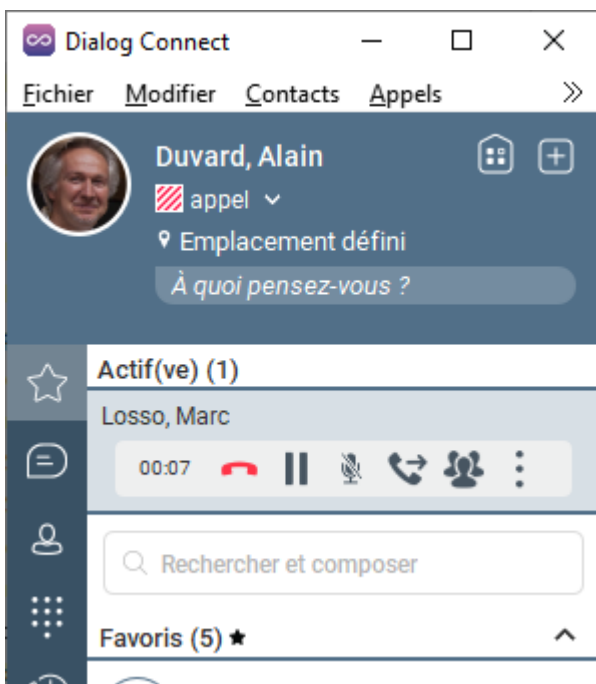 Dialog Connect
Fichier Modifier Contacts Appels
Duvard, Alain
appel
Emplacement défini
À quoi pensez-vous ?
Actif(ve) (1)
Losso, Marc
00:07
Rechercher et composer
Favoris (5)